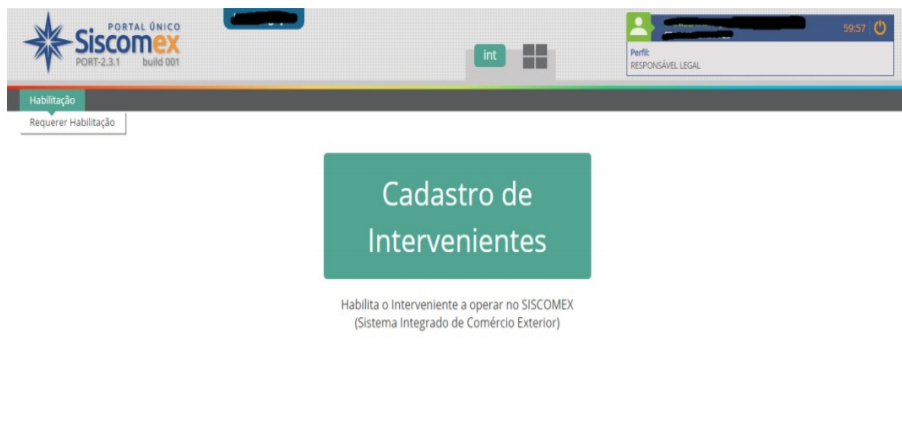 PORTAL ÚNICO
Siscomex
PORT-2.3.1 build 001
int
59:57
Perfil:
RESPONSÁVEL LEGAL
Habilitação
Requerer Habilitação
Cadastro de
Intervenientes
Habilita o Interveniente a operar no SISCOMEX
(Sistema Integrado de Comércio Exterior)